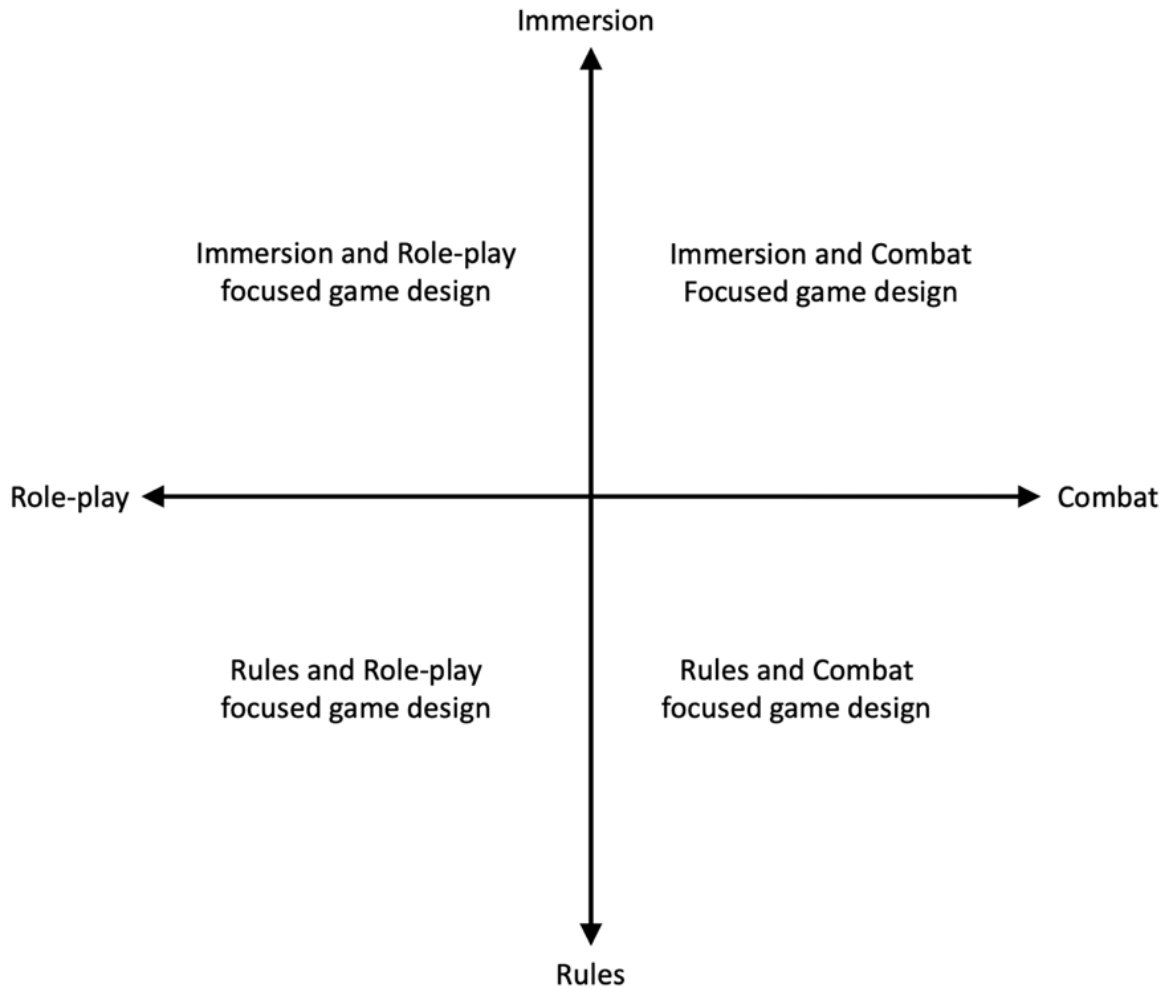 Immersion
Immersion and Role-play
focused game design
Immersion and Combat
Focused game design
Role-play
Combat
Rules and Role-play
focused game design
Rules and Combat
focused game design
Rules